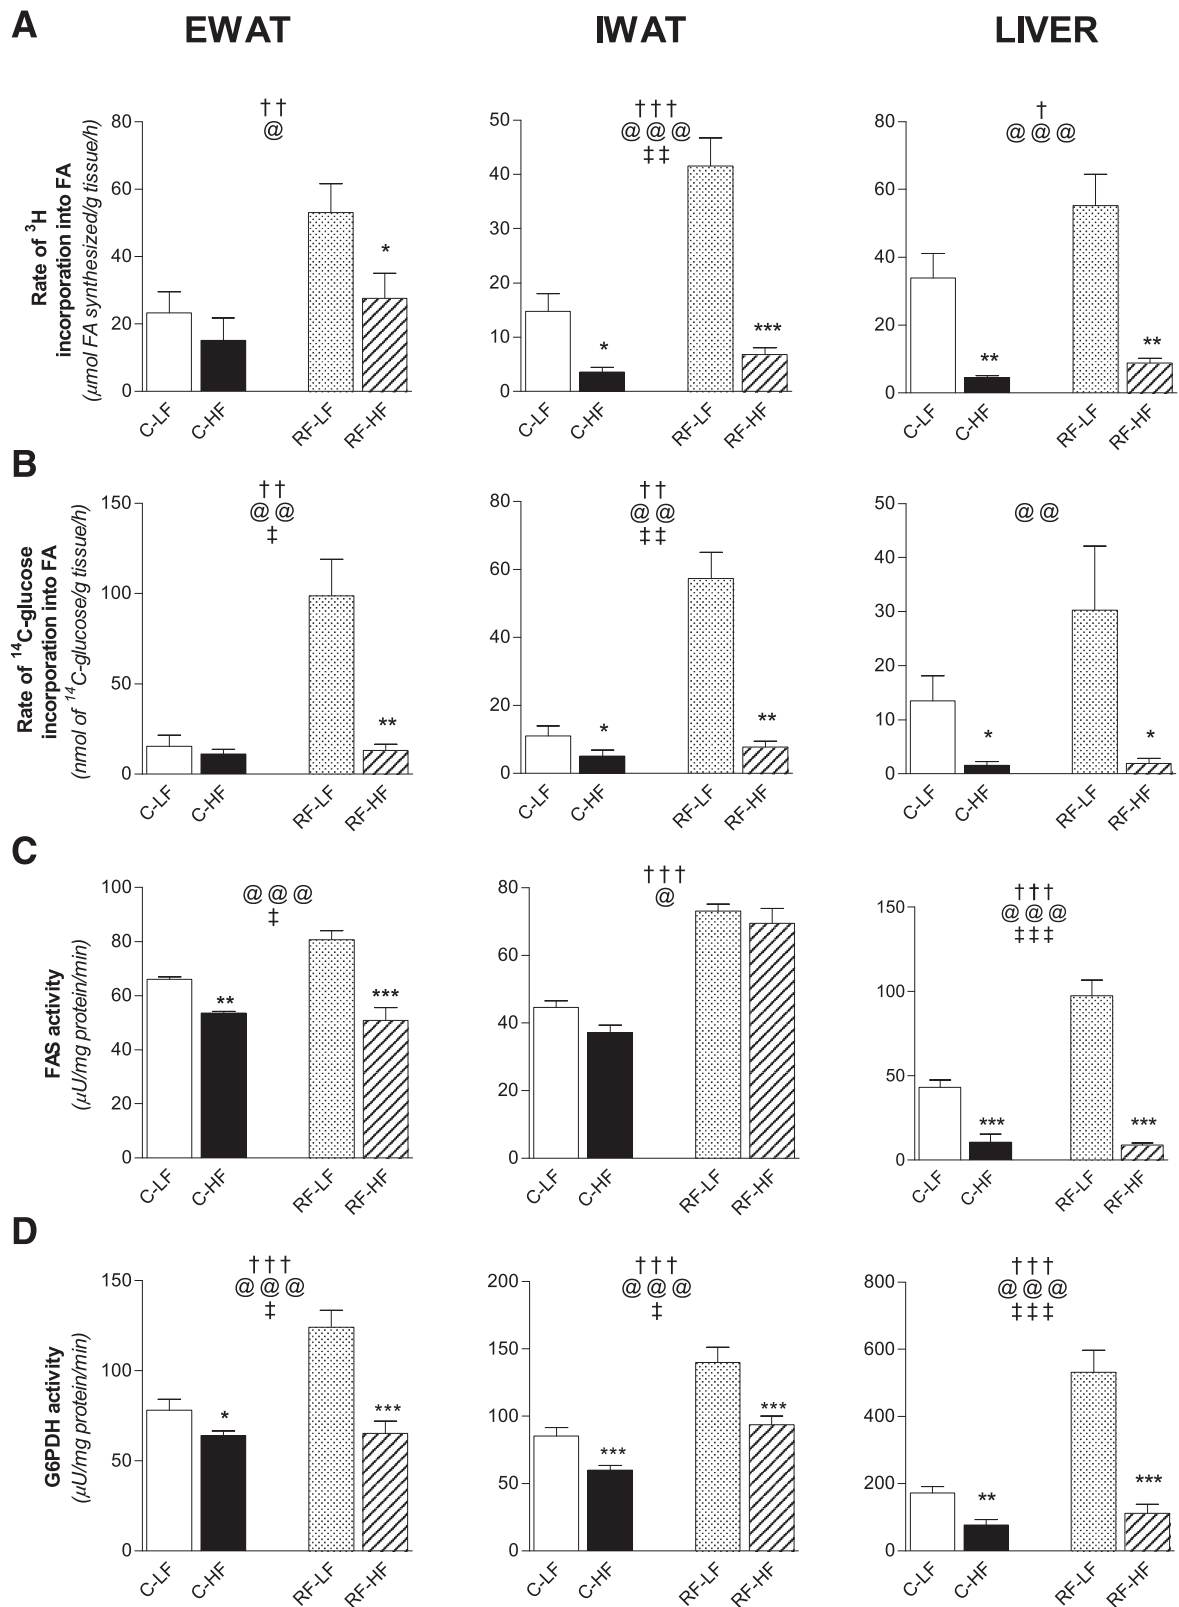 A
EWAT
IWAT
LIVER
Rate of ³H
incorporation into FA
(μmol FA synthesized/g tissue/h)
80
60
40
20
0
† †
@
*
C-LF
C-HF
RF-LF
RF-HF
50
40
30
20
10
0
† † †
@ @ @
‡ ‡
*
***
C-LF
C-HF
RF-LF
RF-HF
80
60
40
20
0
†
@ @ @
**
**
C-LF
C-HF
RF-LF
RF-HF
B
Rate of ¹⁴C-glucose
incorporation into FA
(nmol of ¹⁴C-glucose/g tissue/h)
150
100
50
0
† †
@ @
‡
**
C-LF
C-HF
RF-LF
RF-HF
80
60
40
20
0
† †
@ @
‡ ‡
*
**
C-LF
C-HF
RF-LF
RF-HF
50
40
30
20
10
0
@ @
*
*
C-LF
C-HF
RF-LF
RF-HF
C
FAS activity
(μU/mg protein/min)
100
80
60
40
20
0
@ @ @
‡
**
***
C-LF
C-HF
RF-LF
RF-HF
80
60
40
20
0
† † †
@
C-LF
C-HF
RF-LF
RF-HF
150
100
50
0
† † †
@ @ @
‡ ‡ ‡
***
***
C-LF
C-HF
RF-LF
RF-HF
D
G6PDH activity
(μU/mg protein/min)
150
100
50
0
† † †
@ @ @
‡
*
***
C-LF
C-HF
RF-LF
RF-HF
200
150
100
50
0
† † †
@ @ @
‡
***
***
C-LF
C-HF
RF-LF
RF-HF
800
600
400
200
0
† † †
@ @ @
‡ ‡ ‡
**
***
C-LF
C-HF
RF-LF
RF-HF